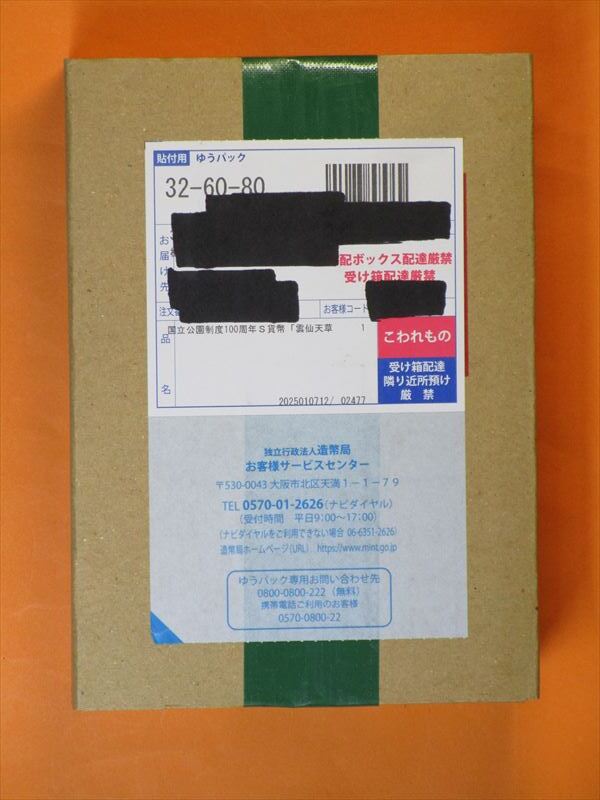 貼付用 ゆうパック
32-60-80
お届け先
配ボックス配達厳禁
受け箱配達厳禁
注文
お客様コード
国立公園制度100周年S貨幣「雲仙天草 1
品名
こわれもの
受け箱配達
隣り近所預け
厳 禁
2025010712/ 02477
独立行政法人造幣局
お客様サービスセンター
〒530-0043 大阪市北区天満1-1-79
TEL 0570-01-2626(ナビダイヤル)
(受付時間 平日9:00~17:00)
(ナビダイヤルをご利用できない場合 06-6351-2626)
造幣局ホームページ(URL) https://www.mint.go.jp
ゆうパック専用お問い合わせ先
0800-0800-222(無料)
携帯電話ご利用のお客様
0570-0800-22